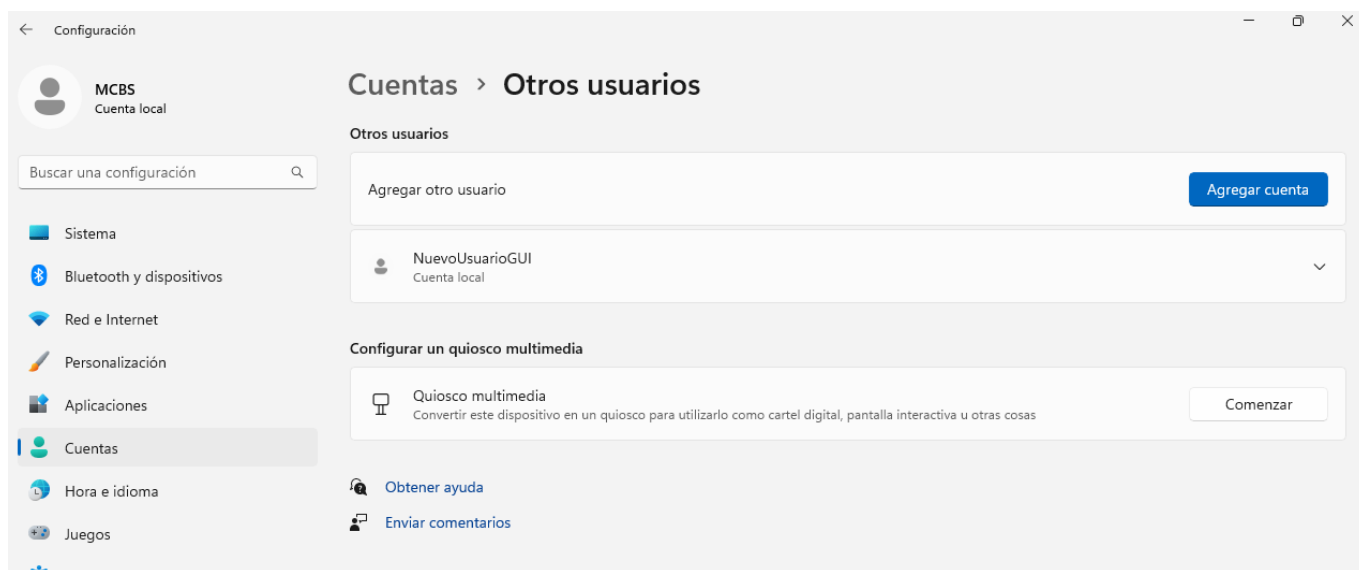 Configuración
MCBS
Cuenta local
Buscar una configuración
Sistema
Bluetooth y dispositivos
Red e Internet
Personalización
Aplicaciones
Cuentas
Hora e idioma
Juegos
Cuentas > Otros usuarios
Otros usuarios
Agregar otro usuario
Agregar cuenta
NuevoUsuarioGUI
Cuenta local
Configurar un quiosco multimedia
Quiosco multimedia
Convertir este dispositivo en un quiosco para utilizarlo como cartel digital, pantalla interactiva u otras cosas
Comenzar
Obtener ayuda
Enviar comentarios